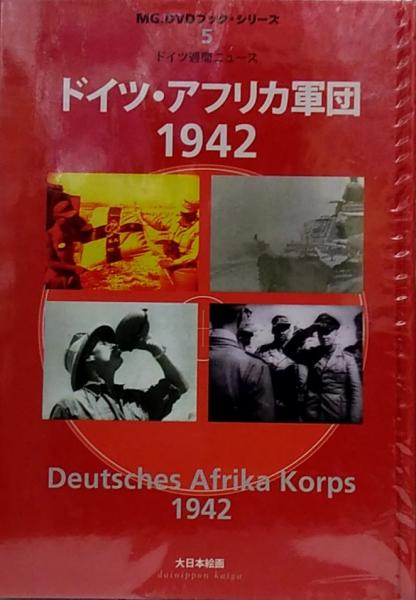 MG.DVDブック・シリーズ
5
ドイツ週間ニュース
ドイツ・アフリカ軍団
1942
Deutsches Afrika Korps
1942
大日本絵画
dainippon kaiga